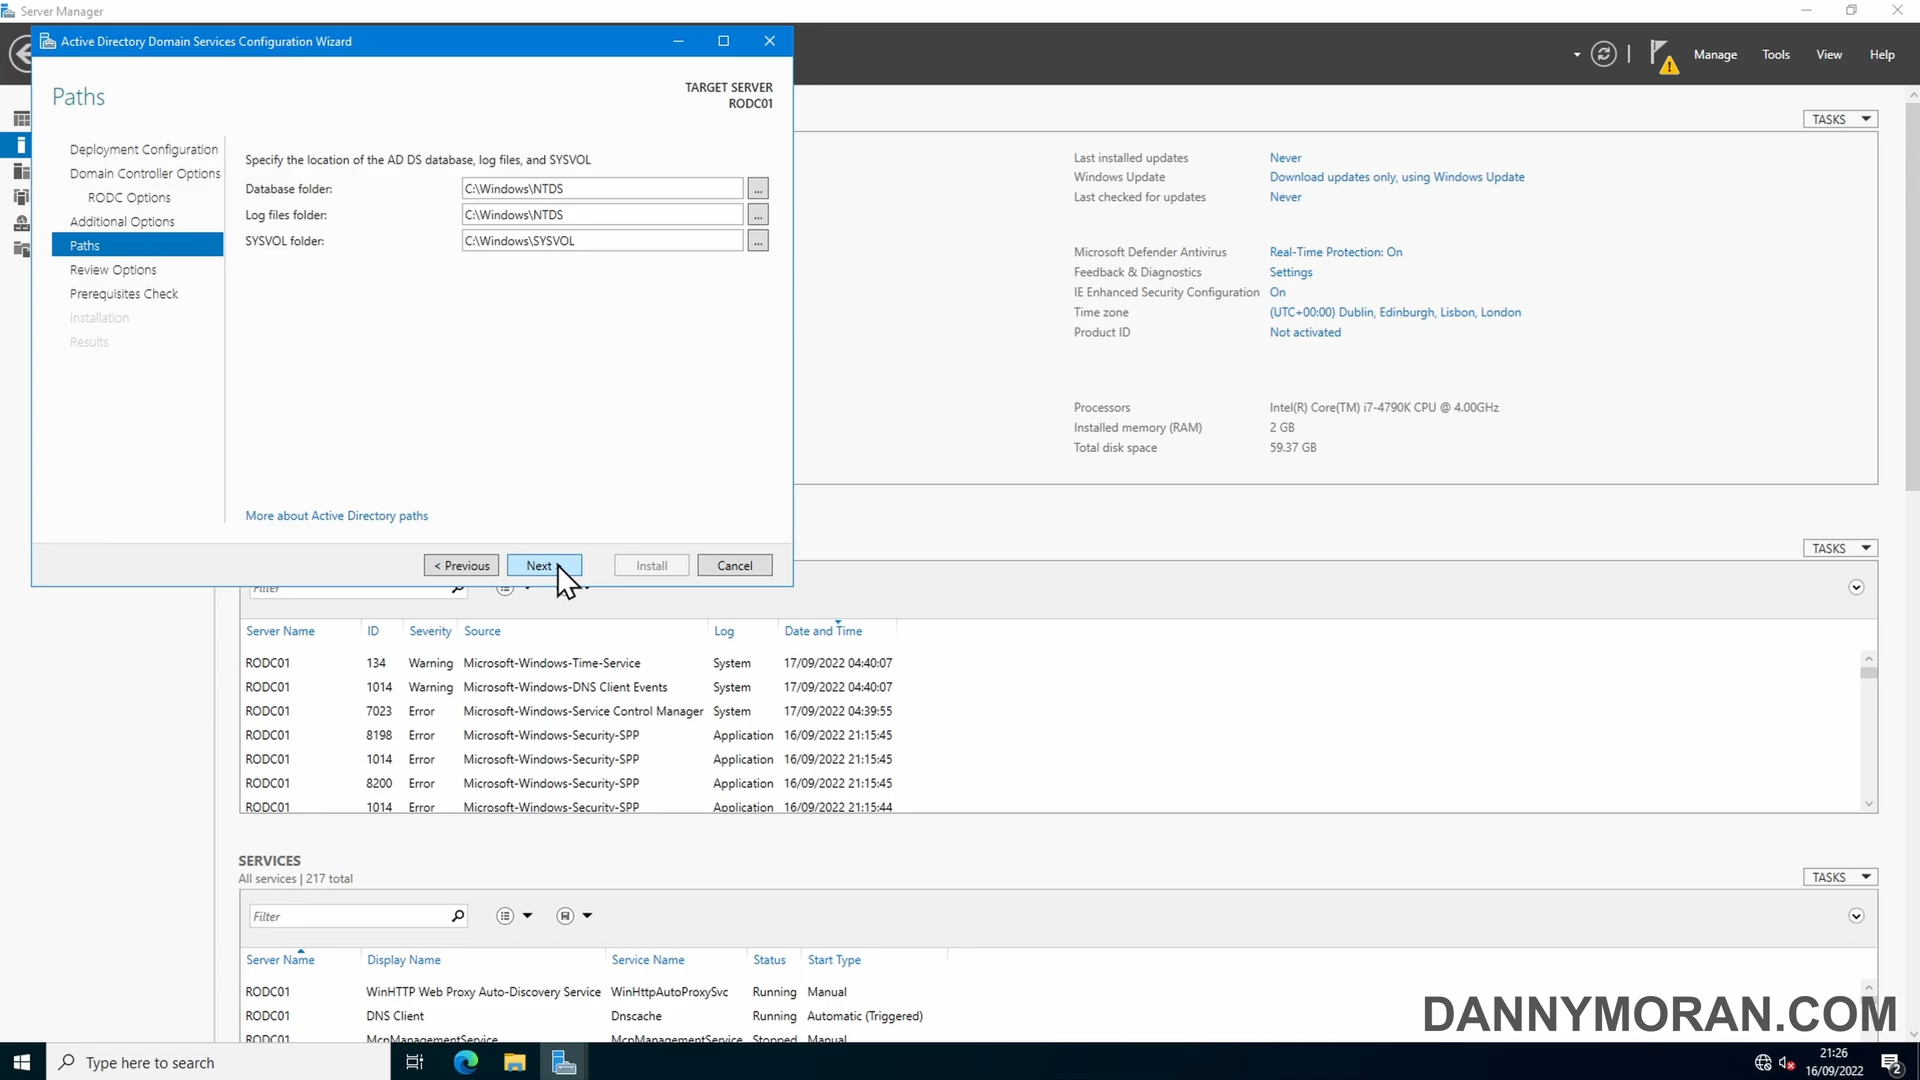 Server Manager
Active Directory Domain Services Configuration Wizard
Manage Tools View Help
Paths
TARGET SERVER
RODC01
Deployment Configuration
Domain Controller Options
RODC Options
Additional Options
Paths
Review Options
Prerequisites Check
Installation
Results
Specify the location of the AD DS database, log files, and SYSVOL
Database folder: C:\Windows\NTDS ...
Log files folder: C:\Windows\NTDS ...
SYSVOL folder: C:\Windows\SYSVOL ...
More about Active Directory paths
< Previous Next Install Cancel
TASKS
Last installed updates Never
Windows Update Download updates only, using Windows Update
Last checked for updates Never
Microsoft Defender Antivirus Real-Time Protection: On
Feedback & Diagnostics Settings
IE Enhanced Security Configuration On
Time zone (UTC+00:00) Dublin, Edinburgh, Lisbon, London
Product ID Not activated
Processors Intel(R) Core(TM) i7-4790K CPU @ 4.00GHz
Installed memory (RAM) 2 GB
Total disk space 59.37 GB
TASKS
Filter
Server Name ID Severity Source Log Date and Time
RODC01 134 Warning Microsoft-Windows-Time-Service System 17/09/2022 04:40:07
RODC01 1014 Warning Microsoft-Windows-DNS Client Events System 17/09/2022 04:40:07
RODC01 7023 Error Microsoft-Windows-Service Control Manager System 17/09/2022 04:39:55
RODC01 8198 Error Microsoft-Windows-Security-SPP Application 16/09/2022 21:15:45
RODC01 1014 Error Microsoft-Windows-Security-SPP Application 16/09/2022 21:15:45
RODC01 8200 Error Microsoft-Windows-Security-SPP Application 16/09/2022 21:15:45
RODC01 1014 Error Microsoft-Windows-Security-SPP Application 16/09/2022 21:15:44
SERVICES
All services | 217 total
TASKS
Filter
Server Name Display Name Service Name Status Start Type
RODC01 WinHTTP Web Proxy Auto-Discovery Service WinHttpAutoProxySvc Running Manual
RODC01 DNS Client Dnscache Running Automatic (Triggered)
RODC01 McpManagementService McpManagementService Stopped Manual
DANNYMORAN.COM
Type here to search
21:26
16/09/2022
2